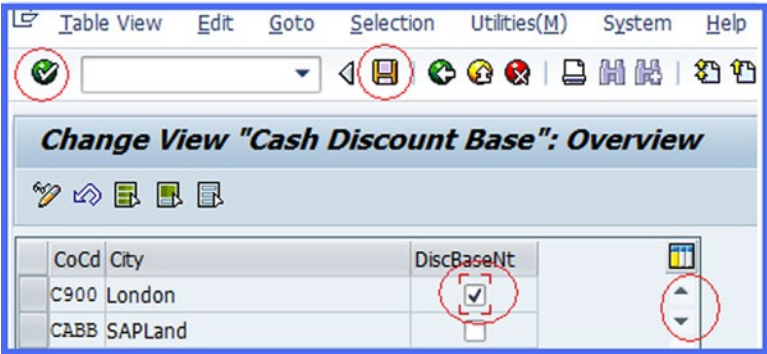 Table View Edit Goto Selection Utilities(M) System Help
Change View "Cash Discount Base": Overview
CoCd City DiscBaseNt
C900 London
CABB SAPLand